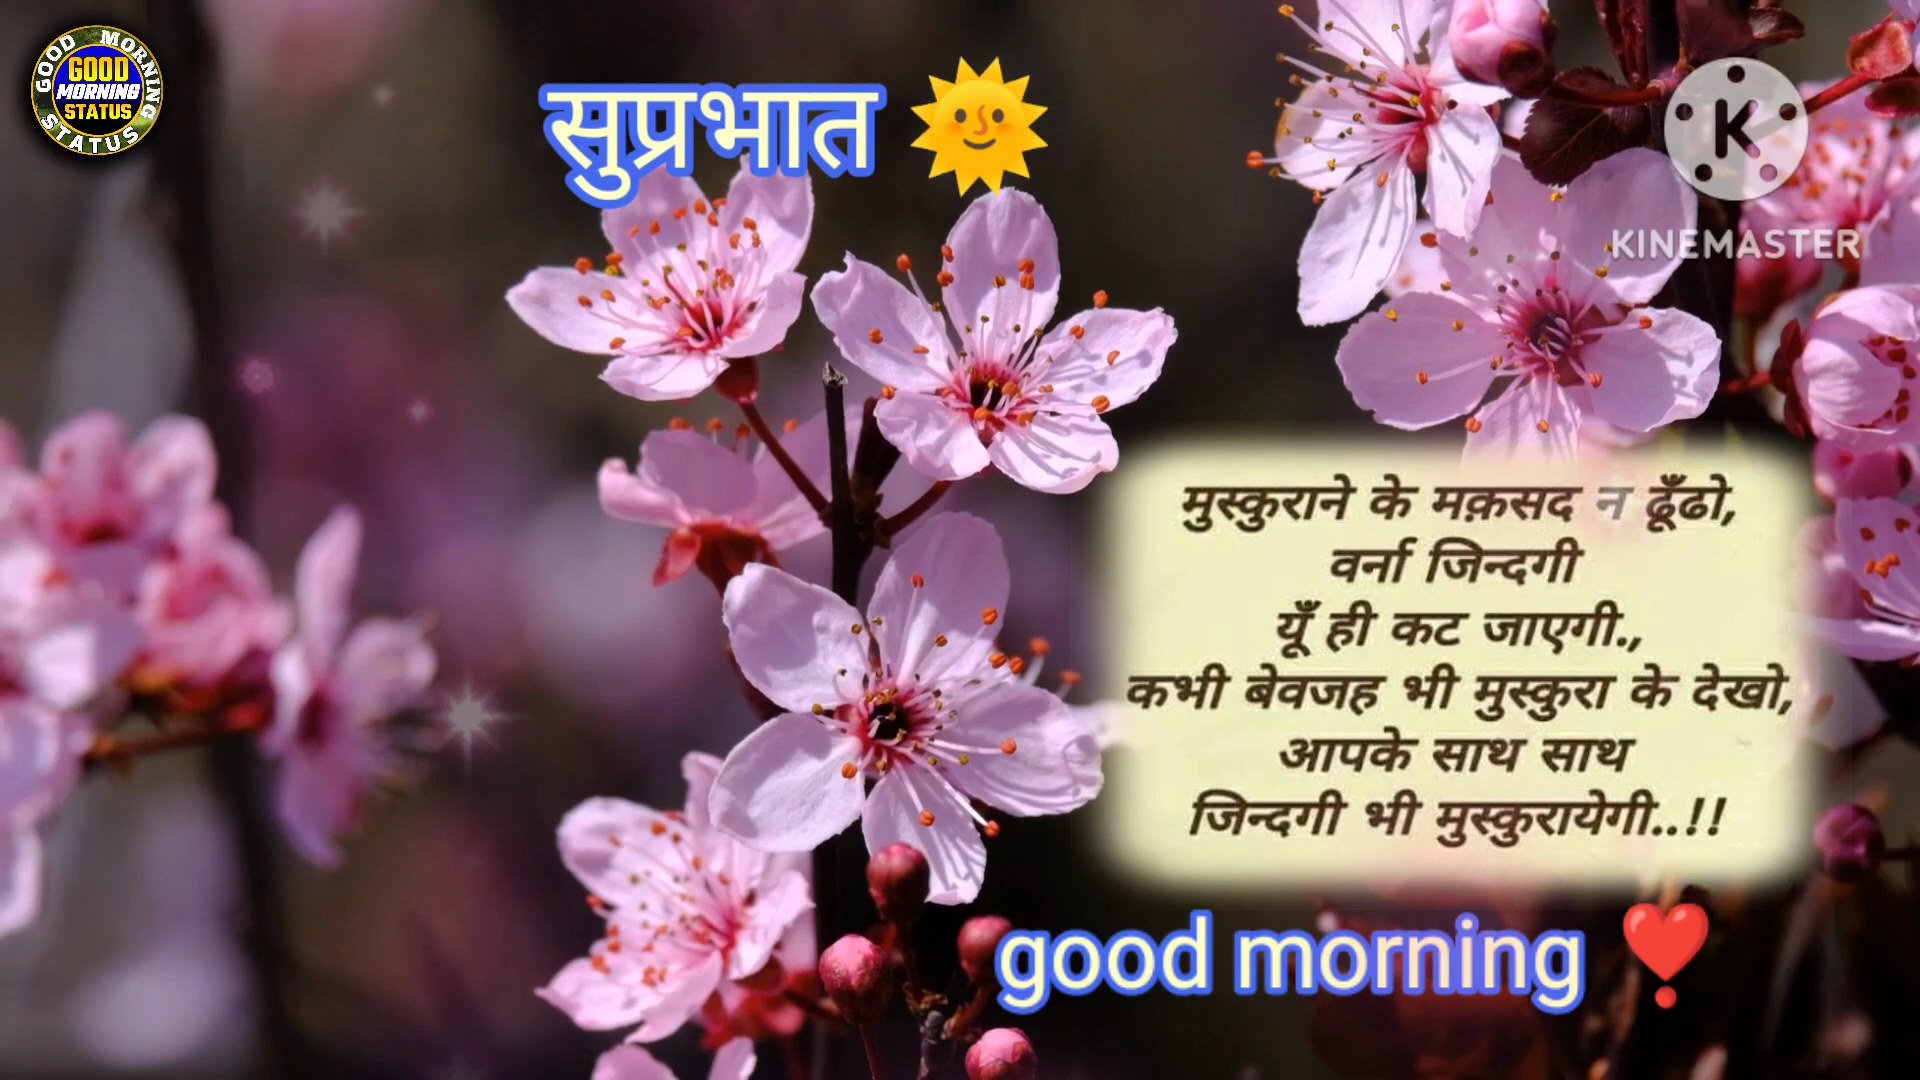 GOOD MORNING
GOOD
MORNING
STATUS
STATUS
सुप्रभात 🌞
K
KINEMASTER
मुस्कुराने के मक़सद न ढूँढो,
वर्ना जिन्दगी
यूँ ही कट जाएगी.,
कभी बेवजह भी मुस्कुरा के देखो,
आपके साथ साथ
जिन्दगी भी मुस्कुरायेगी..!!
good morning ❣️